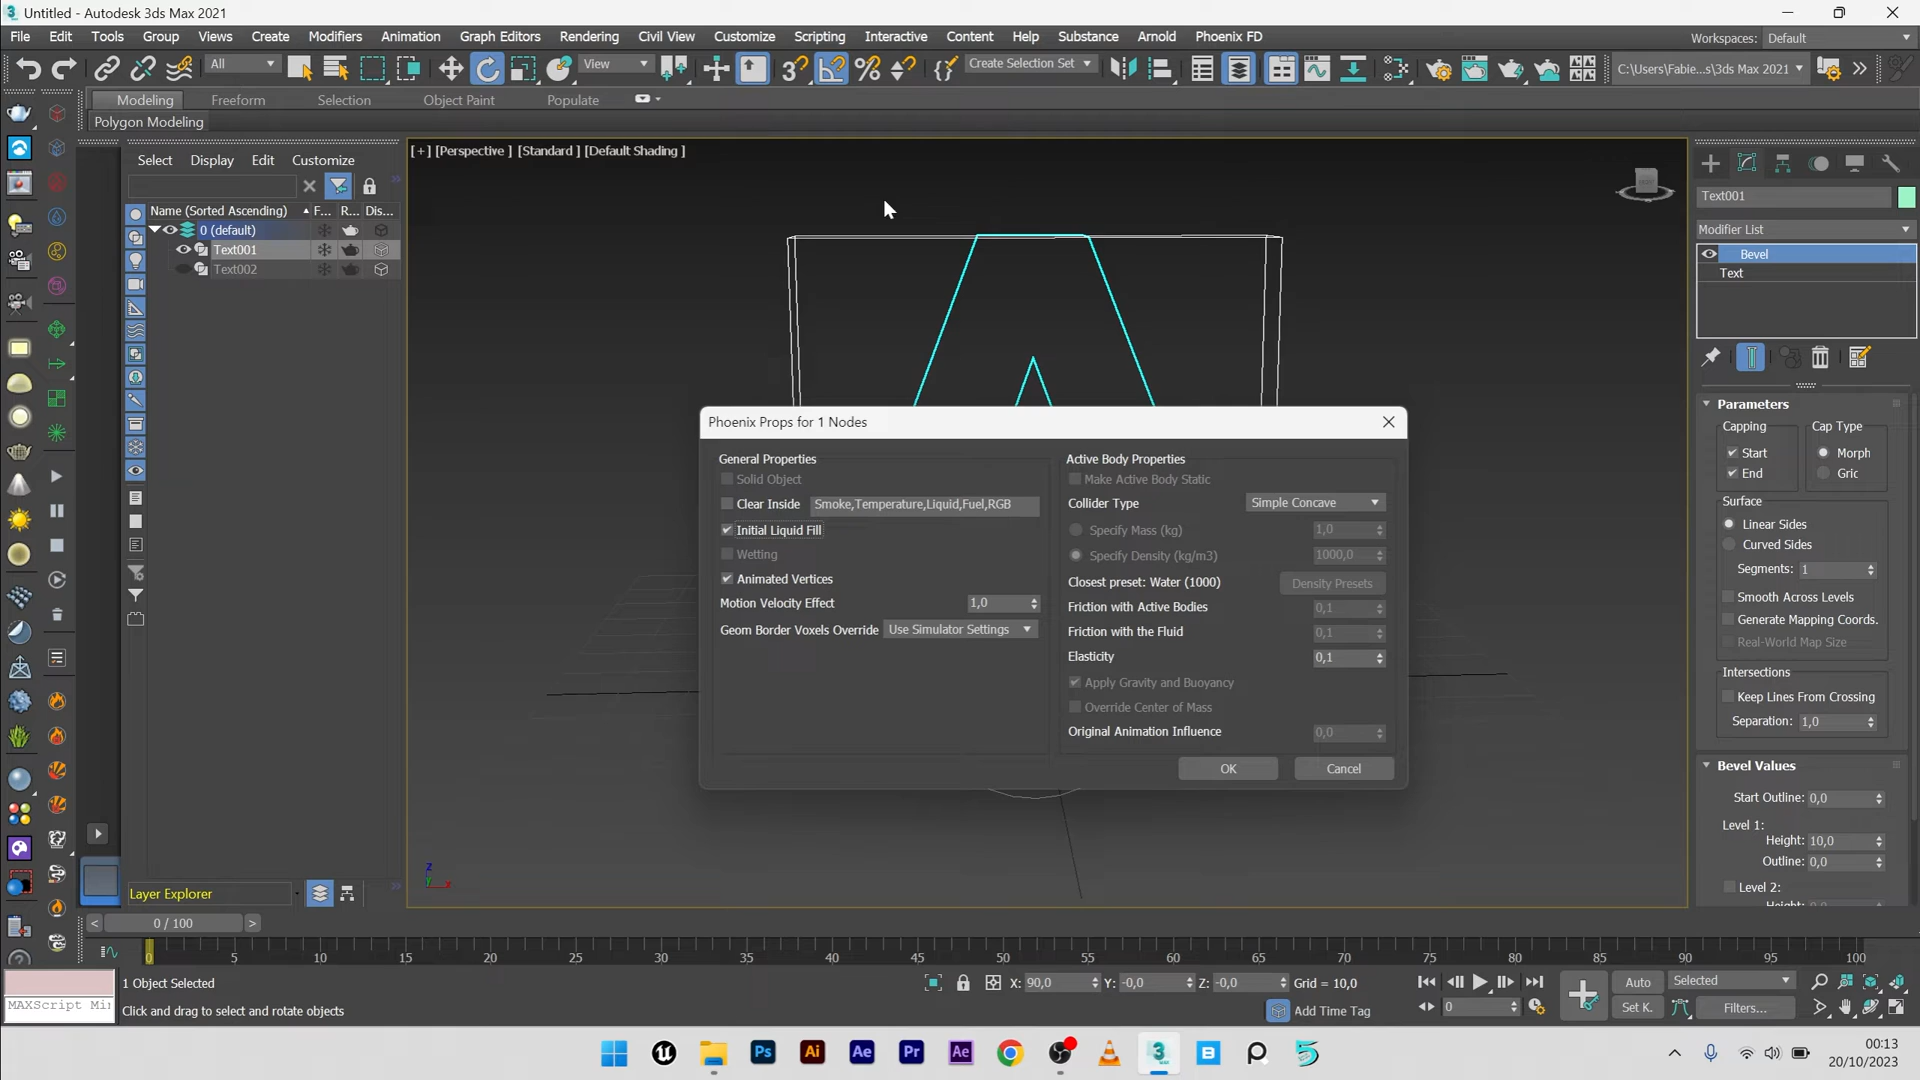 Untitled - Autodesk 3ds Max 2021
File Edit Tools Group Views Create Modifiers Animation Graph Editors Rendering Civil View Customize Scripting Interactive Content Help Substance Arnold Phoenix FD
Workspaces: Default
All View Create Selection Set C:\Users\Fabie...s\3ds Max 2021
Modeling Freeform Selection Object Paint Populate
Polygon Modeling
Select Display Edit Customize
Name (Sorted Ascending) F... R... Dis...
0 (default)
Text001
Text002
[+] [Perspective ] [Standard ] [Default Shading ]
Phoenix Props for 1 Nodes
General Properties
Solid Object
Clear Inside Smoke,Temperature,Liquid,Fuel,RGB
Initial Liquid Fill
Wetting
Animated Vertices
Motion Velocity Effect 1,0
Geom Border Voxels Override Use Simulator Settings
Active Body Properties
Make Active Body Static
Collider Type Simple Concave
Specify Mass (kg) 1,0
Specify Density (kg/m3) 1000,0
Closest preset: Water (1000) Density Presets
Friction with Active Bodies 0,1
Friction with the Fluid 0,1
Elasticity 0,1
Apply Gravity and Buoyancy
Override Center of Mass
Original Animation Influence 0,0
OK Cancel
Text001
Modifier List
Bevel
Text
Parameters
Capping Cap Type
Start Morph
End Gric
Surface
Linear Sides
Curved Sides
Segments: 1
Smooth Across Levels
Generate Mapping Coords.
Real-World Map Size
Intersections
Keep Lines From Crossing
Separation: 1,0
Bevel Values
Start Outline: 0,0
Level 1:
Height: 10,0
Outline: 0,0
Level 2:
z
x
Layer Explorer
< 0 / 100 >
0 5 10 15 20 25 30 35 40 45 50 55 60 65 70 75 80 85 90 95 100
1 Object Selected X: 90,0 Y: -0,0 Z: -0,0 Grid = 10,0 Auto Selected
MAXScript Mi Click and drag to select and rotate objects Add Time Tag 0 Set K. Filters...
Ps Ai Ae Pr Ae
00:13
20/10/2023